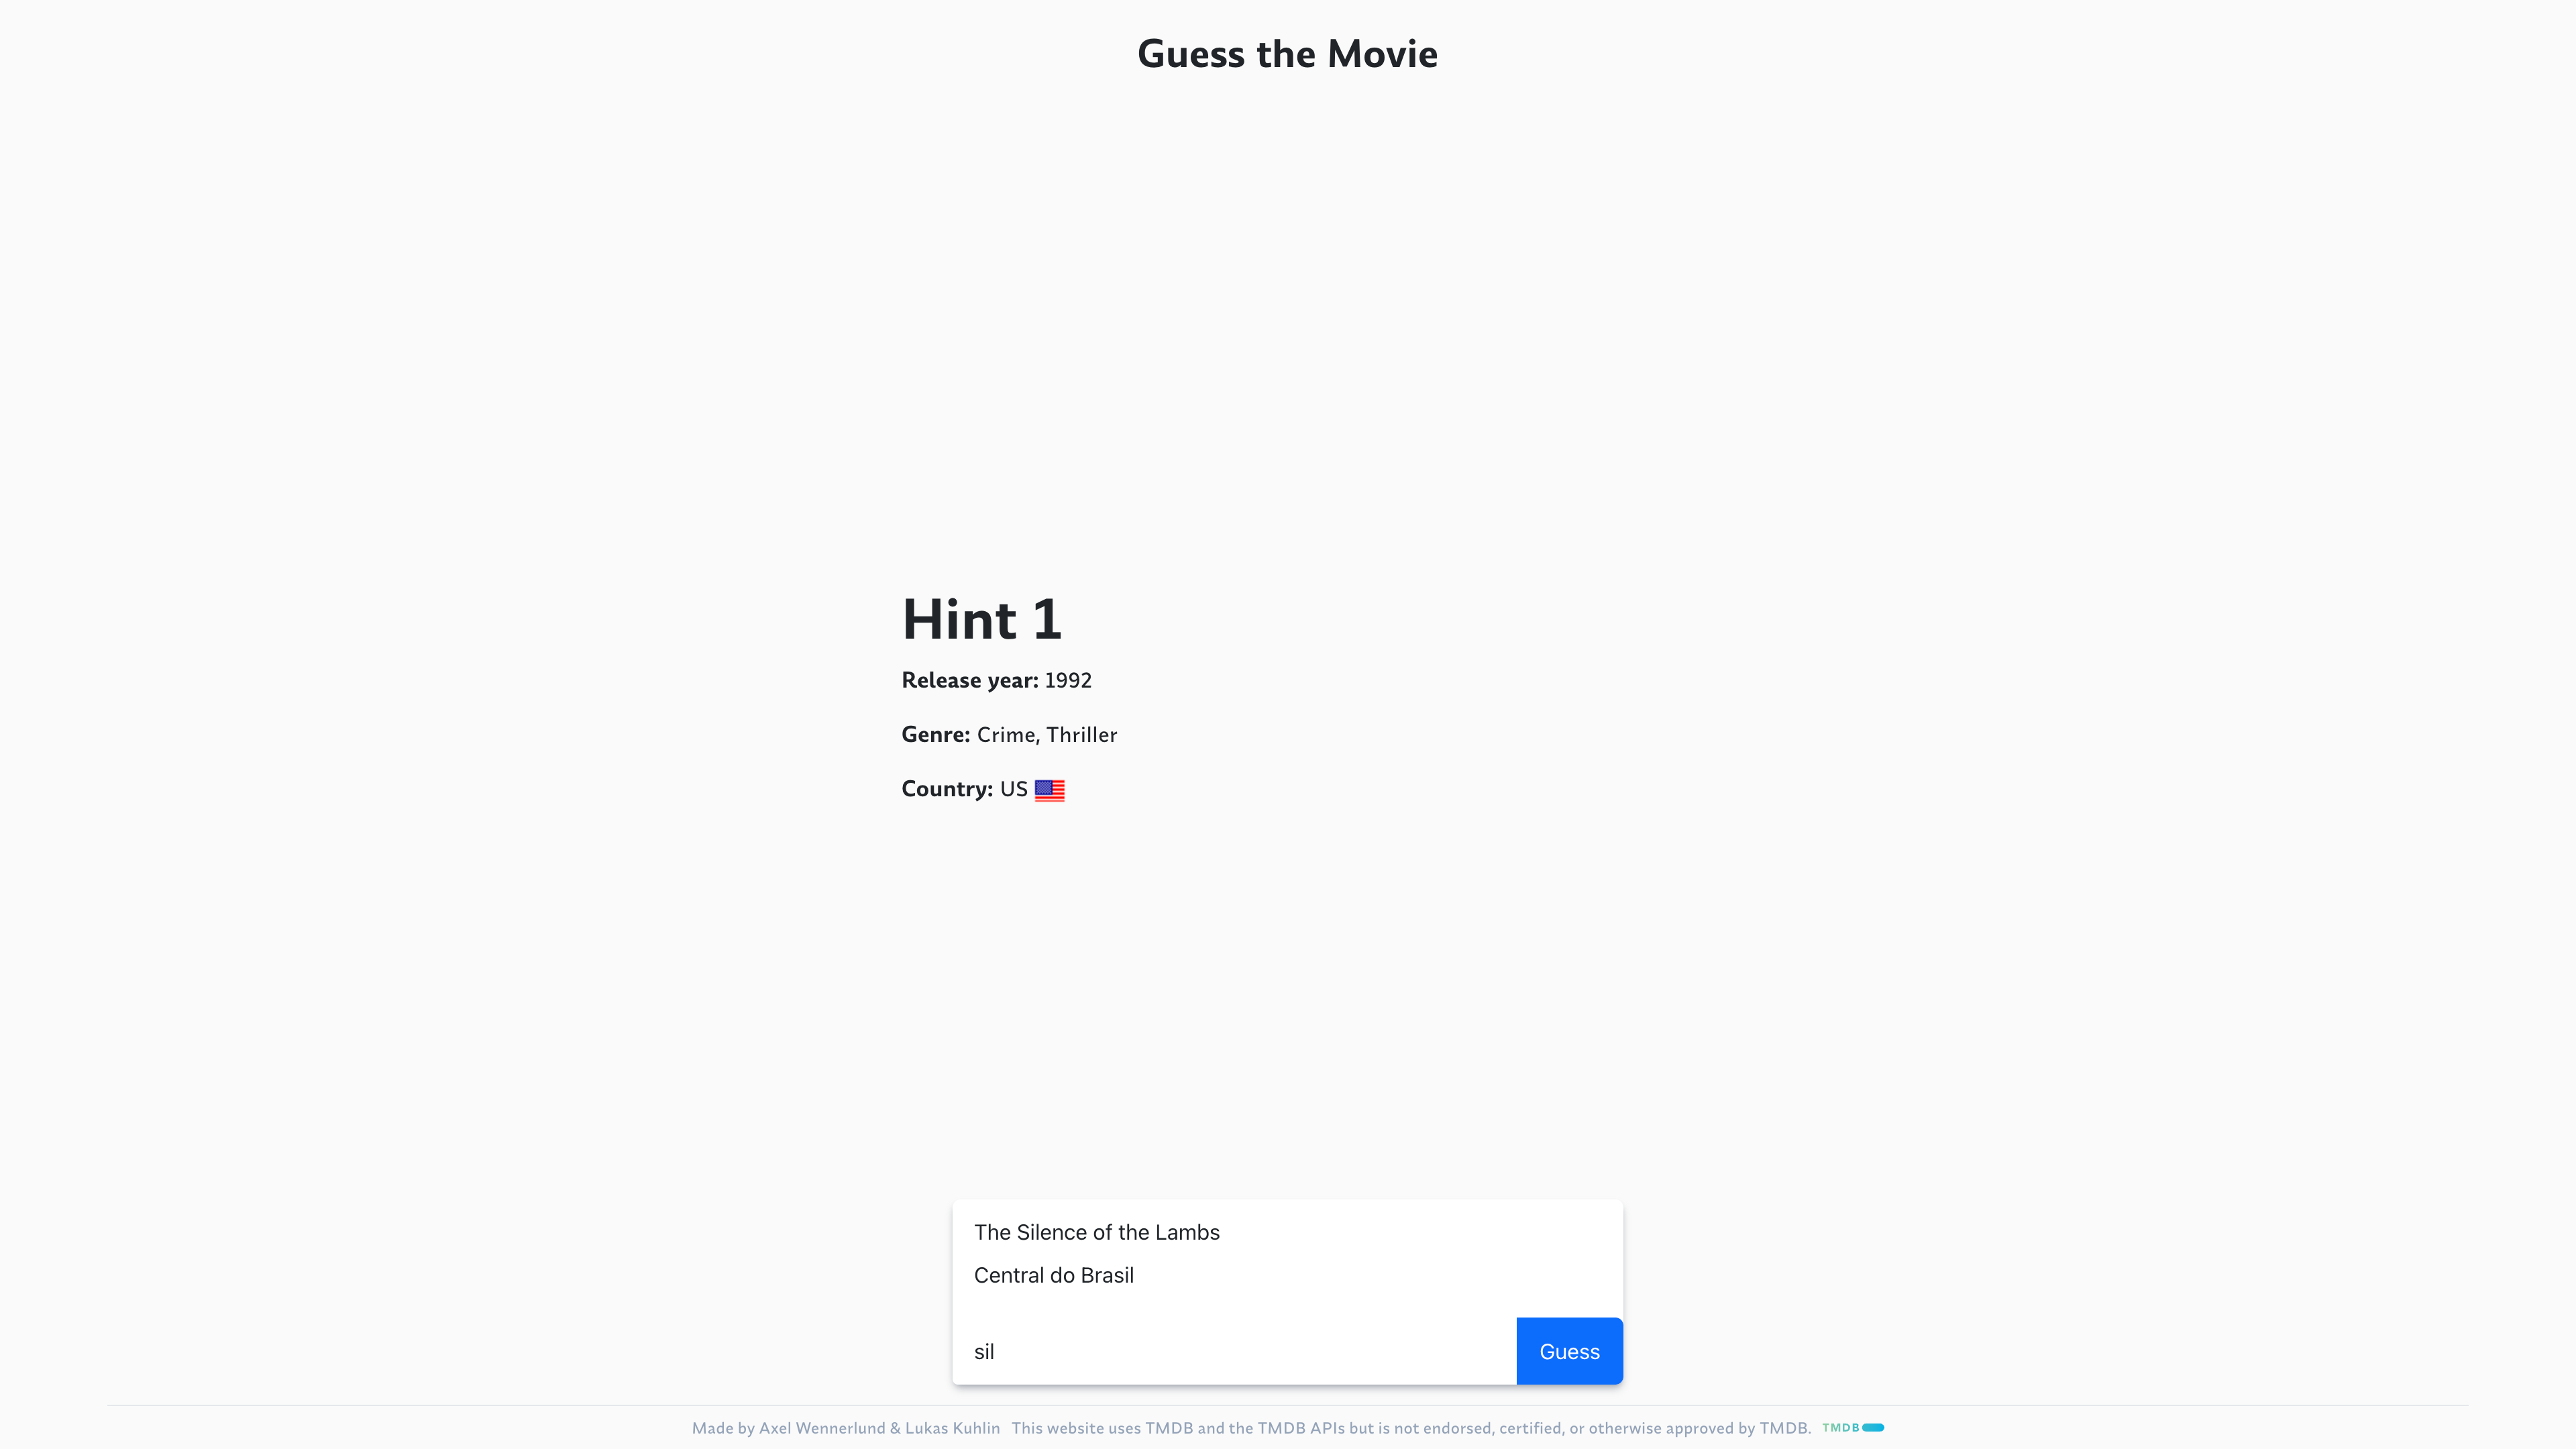 Guess the Movie
Hint 1
Release year: 1992
Genre: Crime, Thriller
Country: US
The Silence of the Lambs
Central do Brasil
sil
Guess
Made by Axel Wennerlund & Lukas Kuhlin This website uses TMDB and the TMDB APIs but is not endorsed, certified, or otherwise approved by TMDB. TMDB